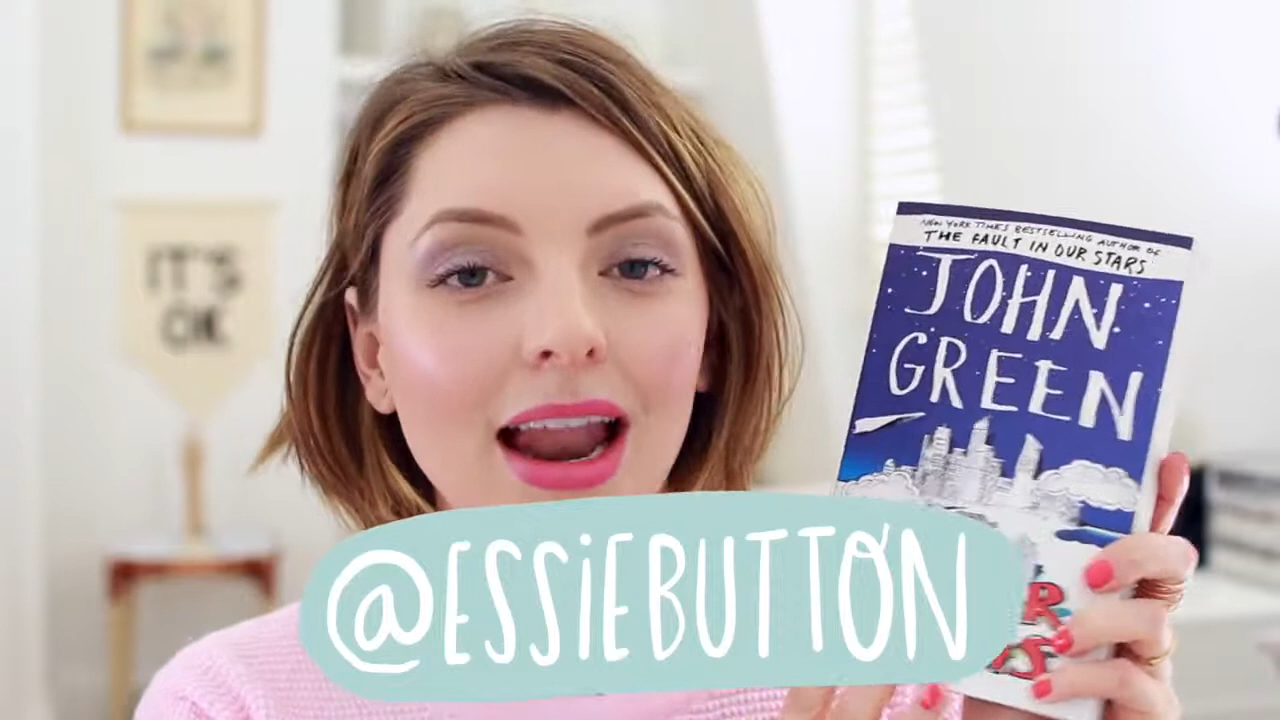 IT'S
OK
NEW YORK TIMES BESTSELLING AUTHOR OF
THE FAULT IN OUR STARS
JOHN
GREEN
@ESSIEBUTTON